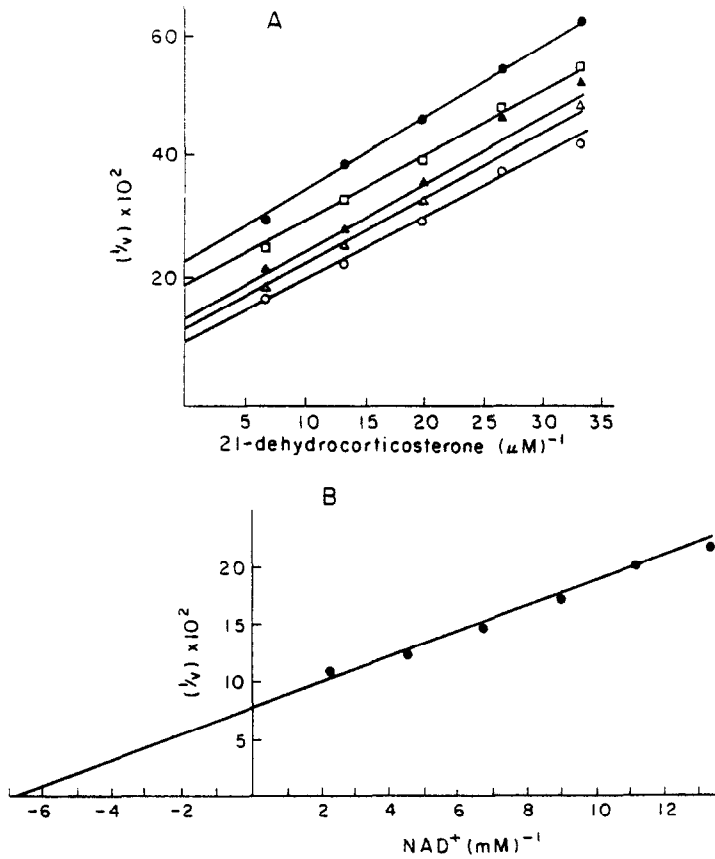 A
60
40
20
(1/v) × 10²
5 10 15 20 25 30 35
21-dehydrocorticosterone (μM)⁻¹
B
20
15
10
5
(1/v) ×10²
-6 -4 -2 2 4 6 8 10 12
NAD⁺ (mM)⁻¹